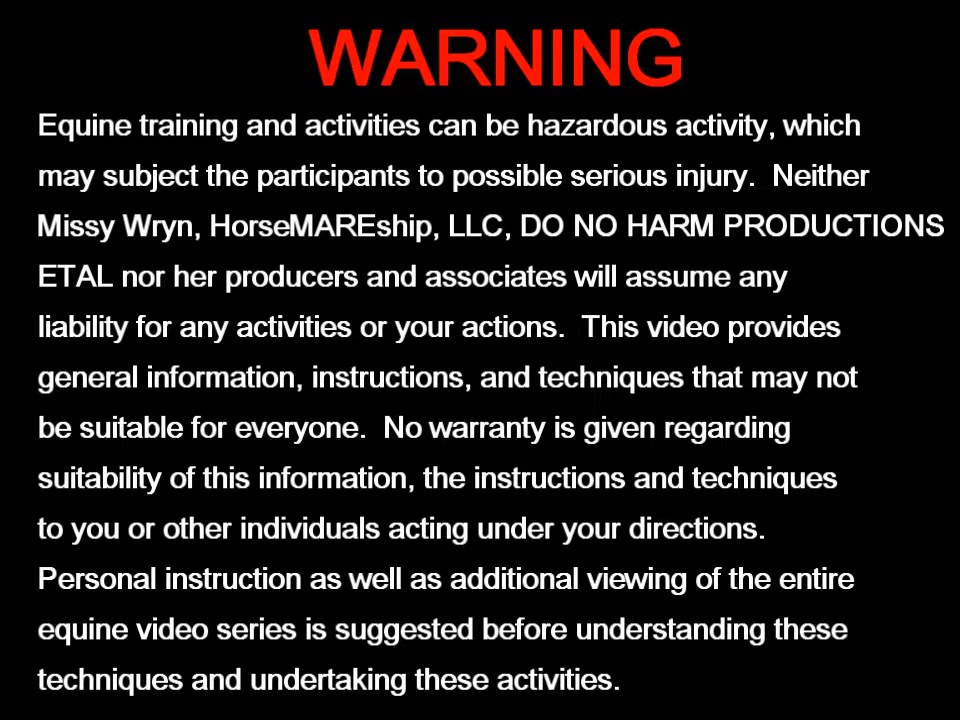 WARNING
Equine training and activities can be hazardous activity, which
may subject the participants to possible serious injury.  Neither
Missy Wryn, HorseMAREship, LLC, DO NO HARM PRODUCTIONS
ETAL nor her producers and associates will assume any
liability for any activities or your actions.  This video provides
general information, instructions, and techniques that may not
be suitable for everyone.  No warranty is given regarding
suitability of this information, the instructions and techniques
to you or other individuals acting under your directions.
Personal instruction as well as additional viewing of the entire
equine video series is suggested before understanding these
techniques and undertaking these activities.